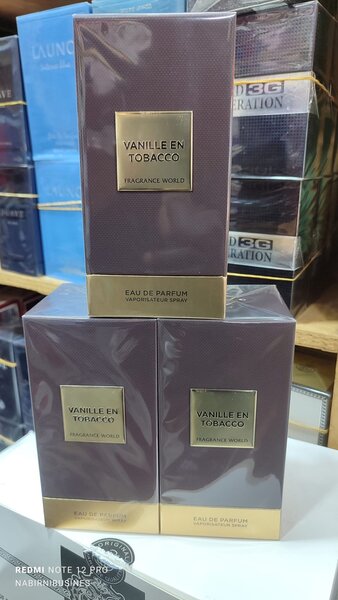 LAUNC
VANILLE EN
TOBACCO
FRAGRANCE WORLD
EAU DE PARFUM
VAPORISATEUR SPRAY
D 3G
ERATION
D 3G
ERATION
VANILLE EN
TOBACCO
FRAGRANCE WORLD
EAU DE PARFUM
VAPORISATEUR SPRAY
VANILLE EN
TOBACCO
FRAGRANCE WORLD
EAU DE PARFUM
VAPORISATEUR SPRAY
ORIGINAL
REDMI NOTE 12 PRO
NABIRNIBUSINES